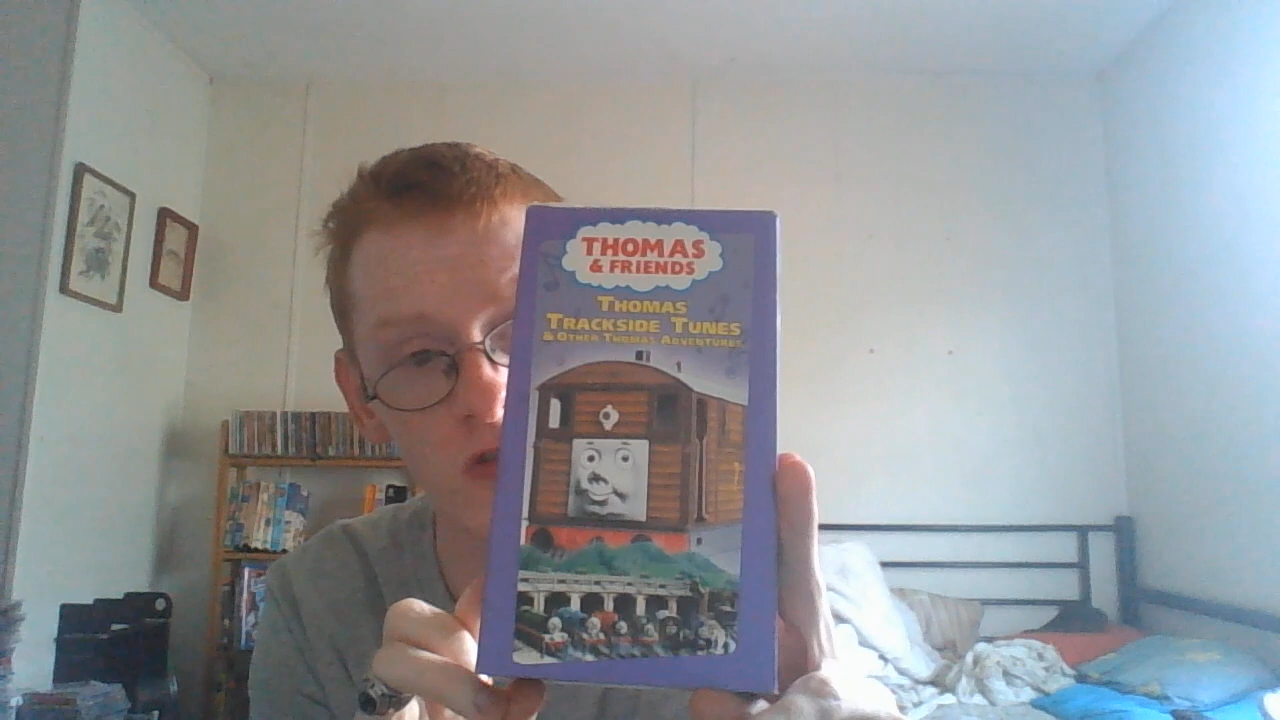 THOMAS
& FRIENDS
THOMAS
TRACKSIDE TUNES
& OTHER THOMAS ADVENTURES